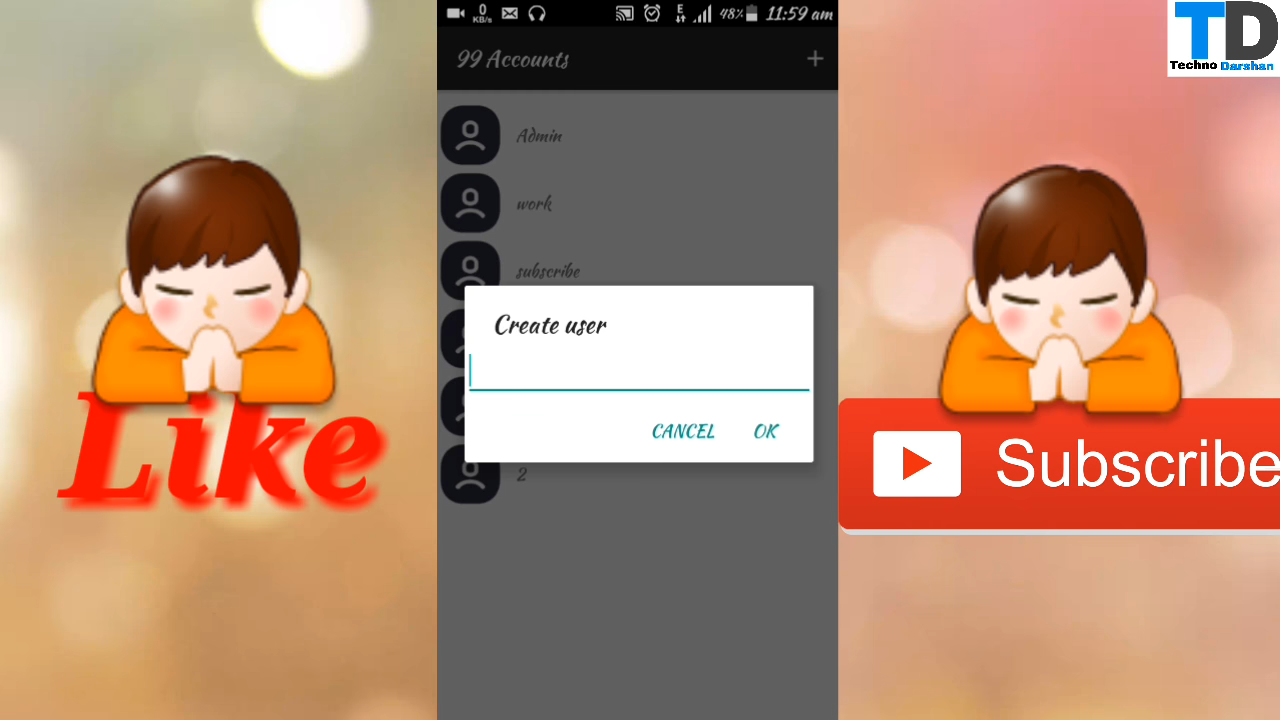 0
KB/s
E
48%
11:59 am
TD
Techno Darshan
99 Accounts
+
Admin
work
subscribe
Create user
CANCEL
OK
2
Like
Subscribe